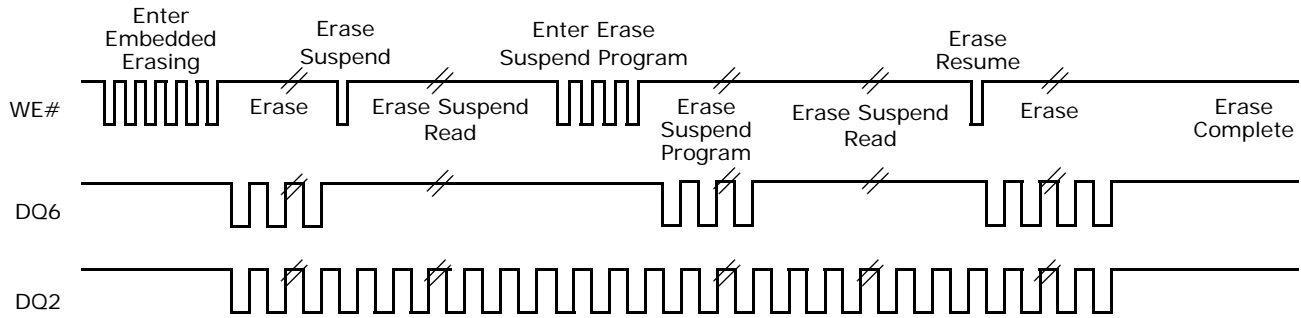 Enter
Embedded
Erasing
Erase
Suspend
Enter Erase
Suspend Program
Erase
Resume
WE#
Erase
Erase Suspend
Read
Erase
Suspend
Program
Erase Suspend
Read
Erase
Erase
Complete
DQ6
DQ2